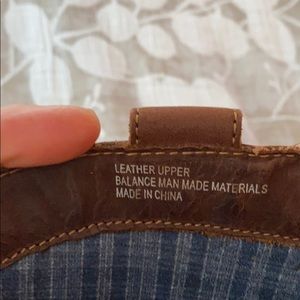 LEATHER UPPER
BALANCE MAN MADE MATERIALS
MADE IN CHINA